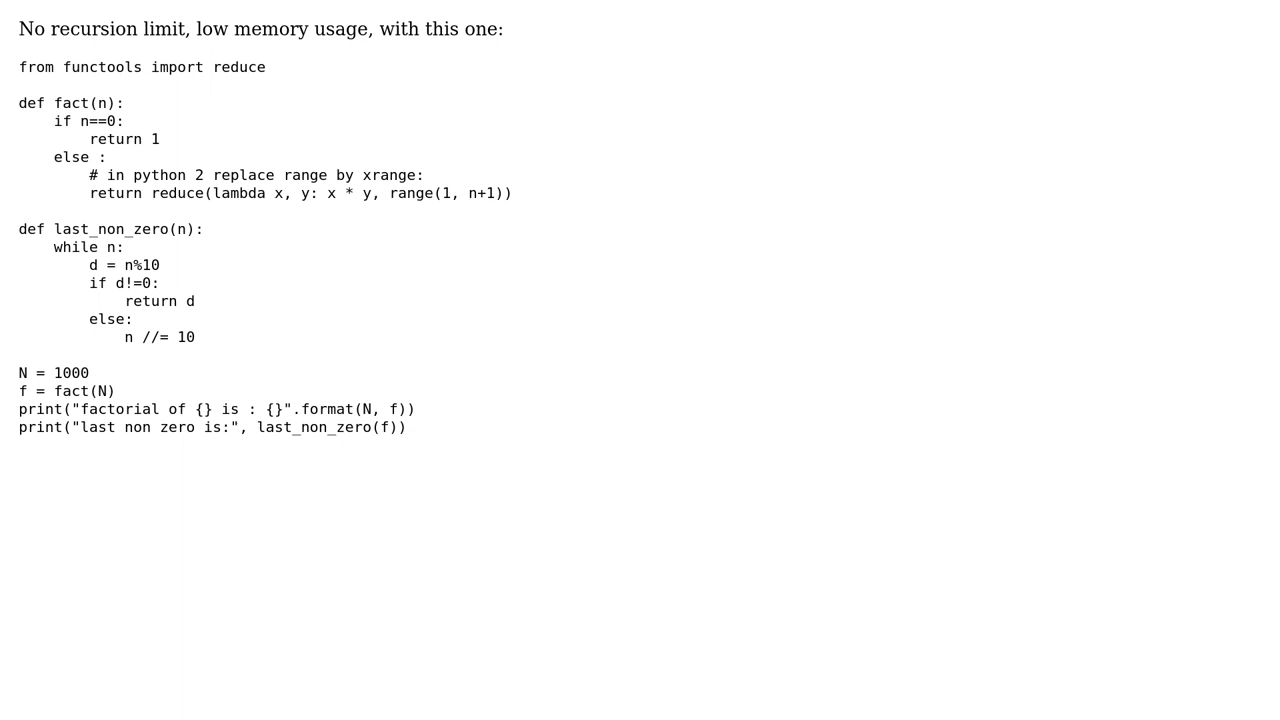 No recursion limit, low memory usage, with this one:
from functools import reduce

def fact(n):
    if n==0:
        return 1
    else :
        # in python 2 replace range by xrange:
        return reduce(lambda x, y: x * y, range(1, n+1))

def last_non_zero(n):
    while n:
        d = n%10
        if d!=0:
            return d
        else:
            n //= 10

N = 1000
f = fact(N)
print("factorial of {} is : {}".format(N, f))
print("last non zero is:", last_non_zero(f))